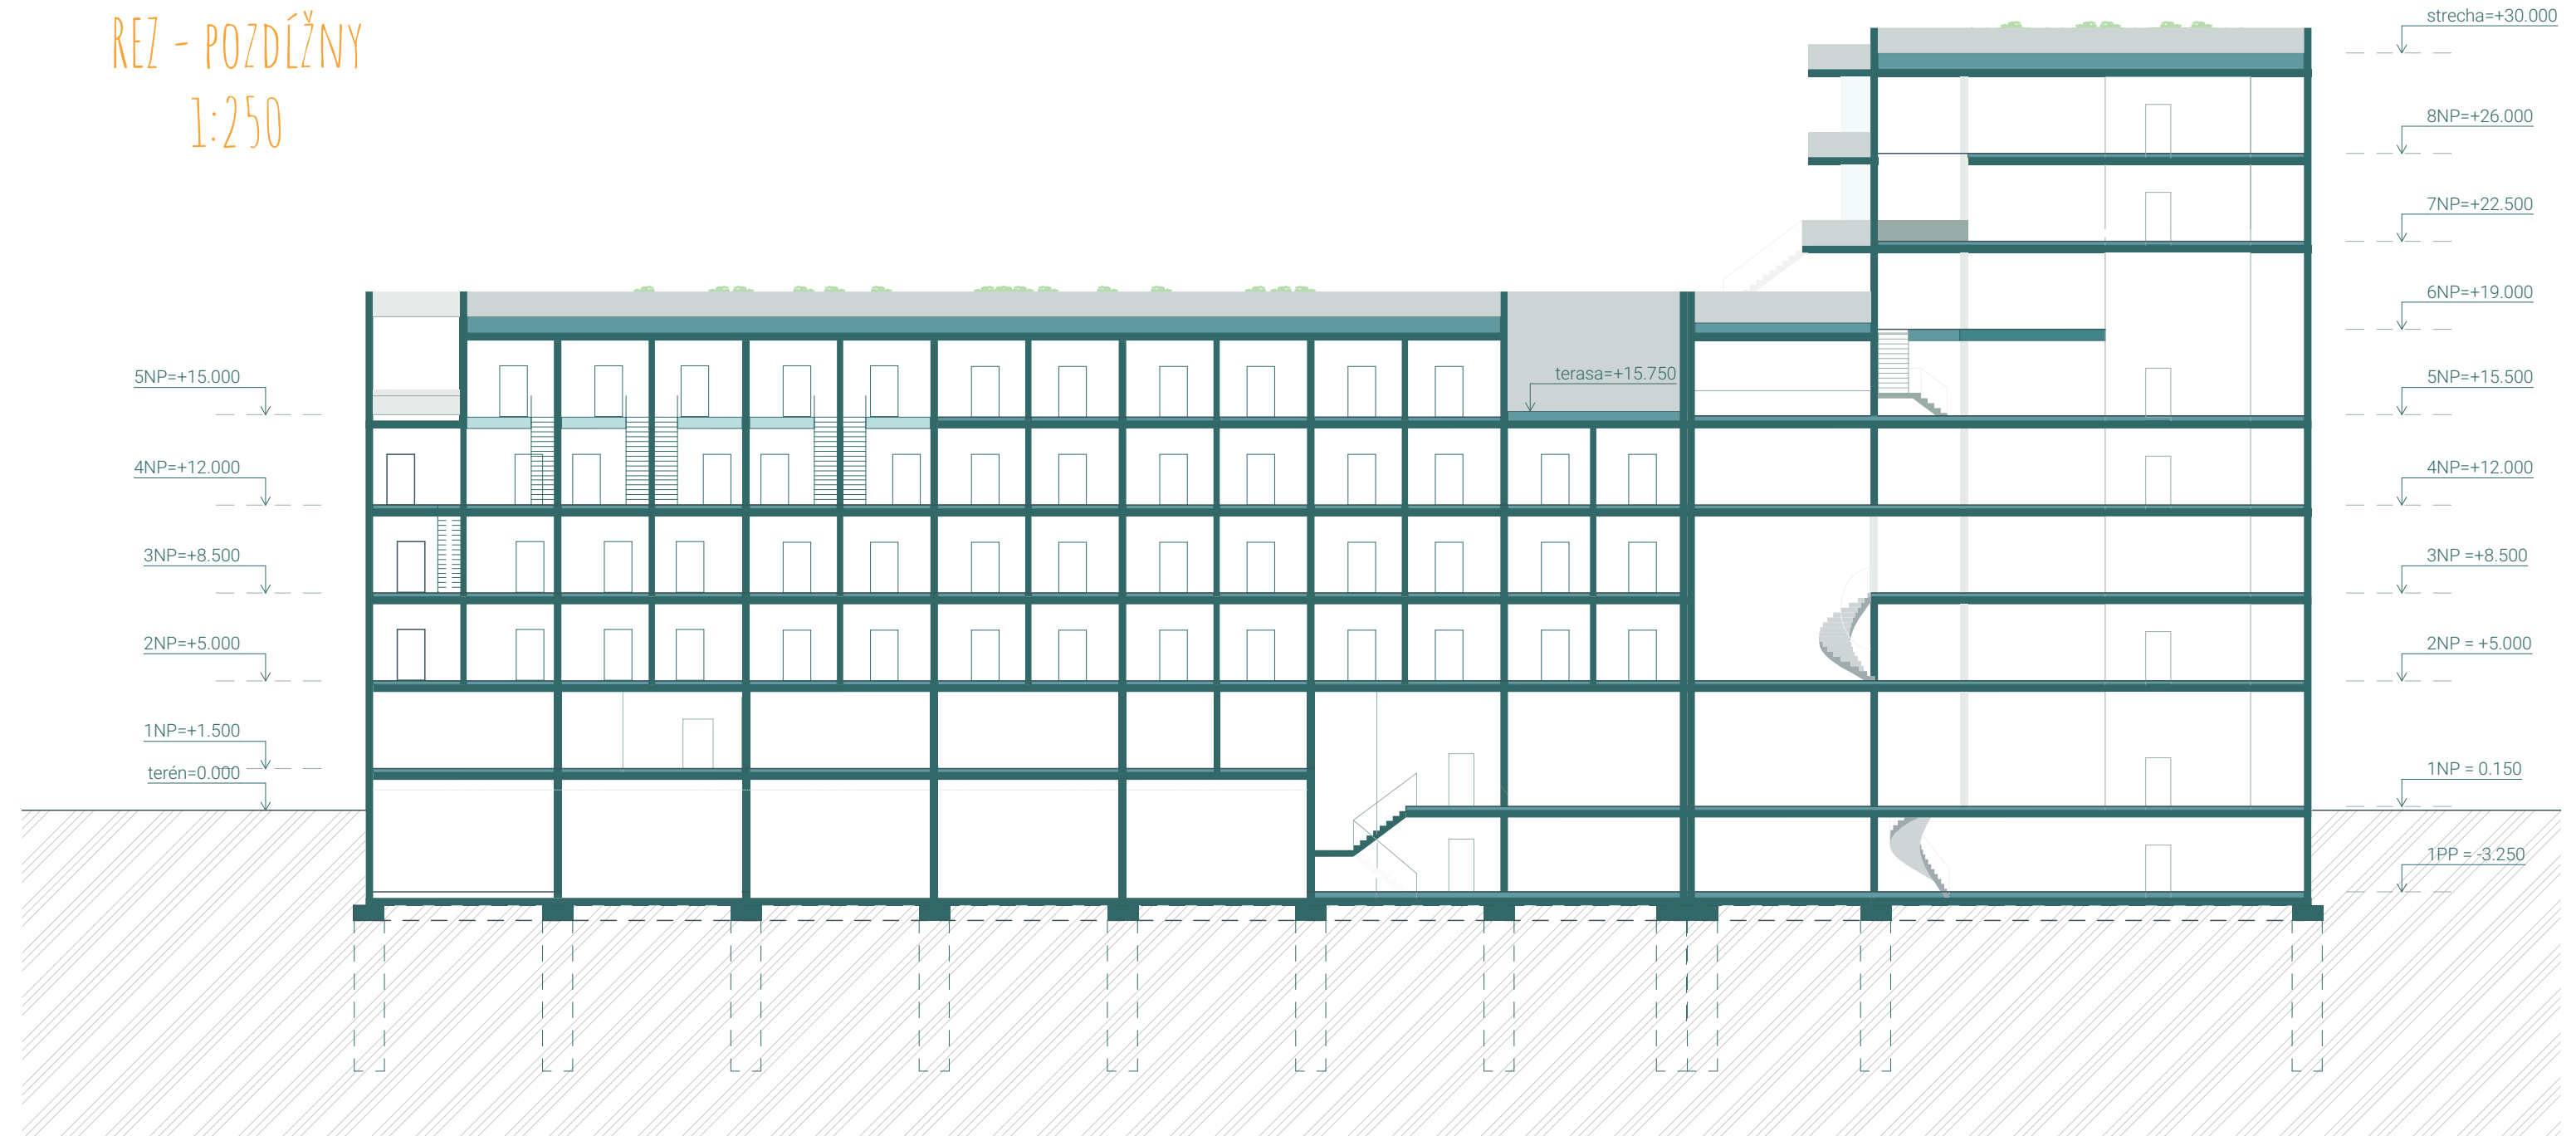 REZ - POZDĹŽNY
1:250
strecha=+30.000
8NP=+26.000
7NP=+22.500
6NP=+19.000
5NP=+15.000
terasa=+15.750
5NP=+15.500
4NP=+12.000
4NP=+12.000
3NP=+8.500
3NP =+8.500
2NP=+5.000
2NP = +5.000
1NP=+1.500
terén=0.000
1NP = 0.150
1PP = -3.250